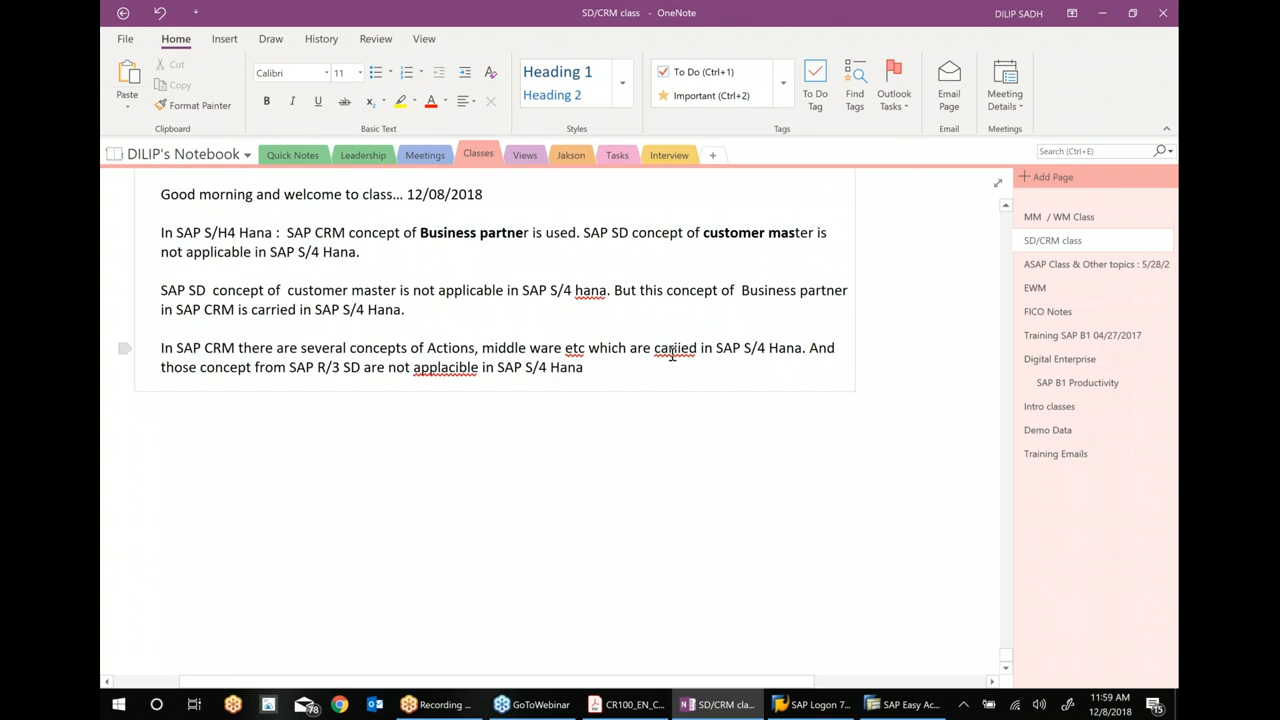 SD/CRM class - OneNote
DILIP SADH
File Home Insert Draw History Review View
Cut
Copy
Format Painter
Paste
Clipboard
Calibri 11
B I U ab x₂ A
Basic Text
Heading 1
Heading 2
Styles
To Do (Ctrl+1)
Important (Ctrl+2)
Tags
To Do Tag
Find Tags
Outlook Tasks
Email Page
Email
Meeting Details
Meetings
DILIP's Notebook
Quick Notes Leadership Meetings Classes Views Jakson Tasks Interview
Search (Ctrl+E)
Good morning and welcome to class... 12/08/2018
In SAP S/H4 Hana : SAP CRM concept of Business partner is used. SAP SD concept of customer master is
not applicable in SAP S/4 Hana.
SAP SD concept of customer master is not applicable in SAP S/4 hana. But this concept of Business partner
in SAP CRM is carried in SAP S/4 Hana.
In SAP CRM there are several concepts of Actions, middle ware etc which are in SAP S/4 Hana. And
those concept from SAP R/3 SD are not applacible in SAP S/4 Hana
Add Page
MM / WM Class
SD/CRM class
ASAP Class & Other topics : 5/28/2
EWM
FICO Notes
Training SAP B1 04/27/2017
Digital Enterprise
SAP B1 Productivity
Intro classes
Demo Data
Training Emails
78
Recording ...
GoToWebinar
CR100_EN_C...
SD/CRM cla...
SAP Logon 7...
SAP Easy Ac...
11:59 AM
12/8/2018
15